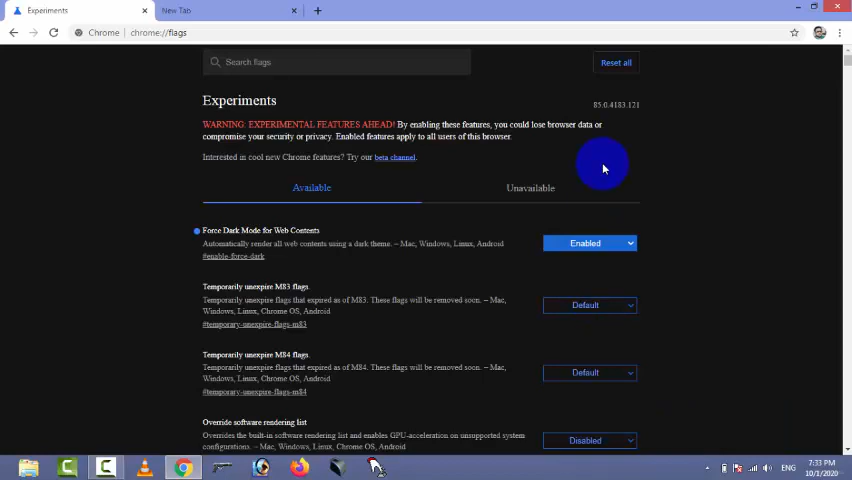 Experiments
New Tab
Chrome | chrome://flags
Search flags
Reset all
Experiments
85.0.4183.121
WARNING: EXPERIMENTAL FEATURES AHEAD! By enabling these features, you could lose browser data or
compromise your security or privacy. Enabled features apply to all users of this browser.
Interested in cool new Chrome features? Try our beta channel.
Available
Unavailable
Force Dark Mode for Web Contents
Automatically render all web contents using a dark theme. – Mac, Windows, Linux, Android
#enable-force-dark
Enabled
Temporarily unexpire M83 flags.
Temporarily unexpire flags that expired as of M83. These flags will be removed soon. – Mac,
Windows, Linux, Chrome OS, Android
#temporary-unexpire-flags-m83
Default
Temporarily unexpire M84 flags.
Temporarily unexpire flags that expired as of M84. These flags will be removed soon. – Mac,
Windows, Linux, Chrome OS, Android
#temporary-unexpire-flags-m84
Default
Override software rendering list
Overrides the built-in software rendering list and enables GPU-acceleration on unsupported system
configurations. – Mac, Windows, Linux, Chrome OS, Android
Disabled
ENG
7:33 PM
10/1/2020